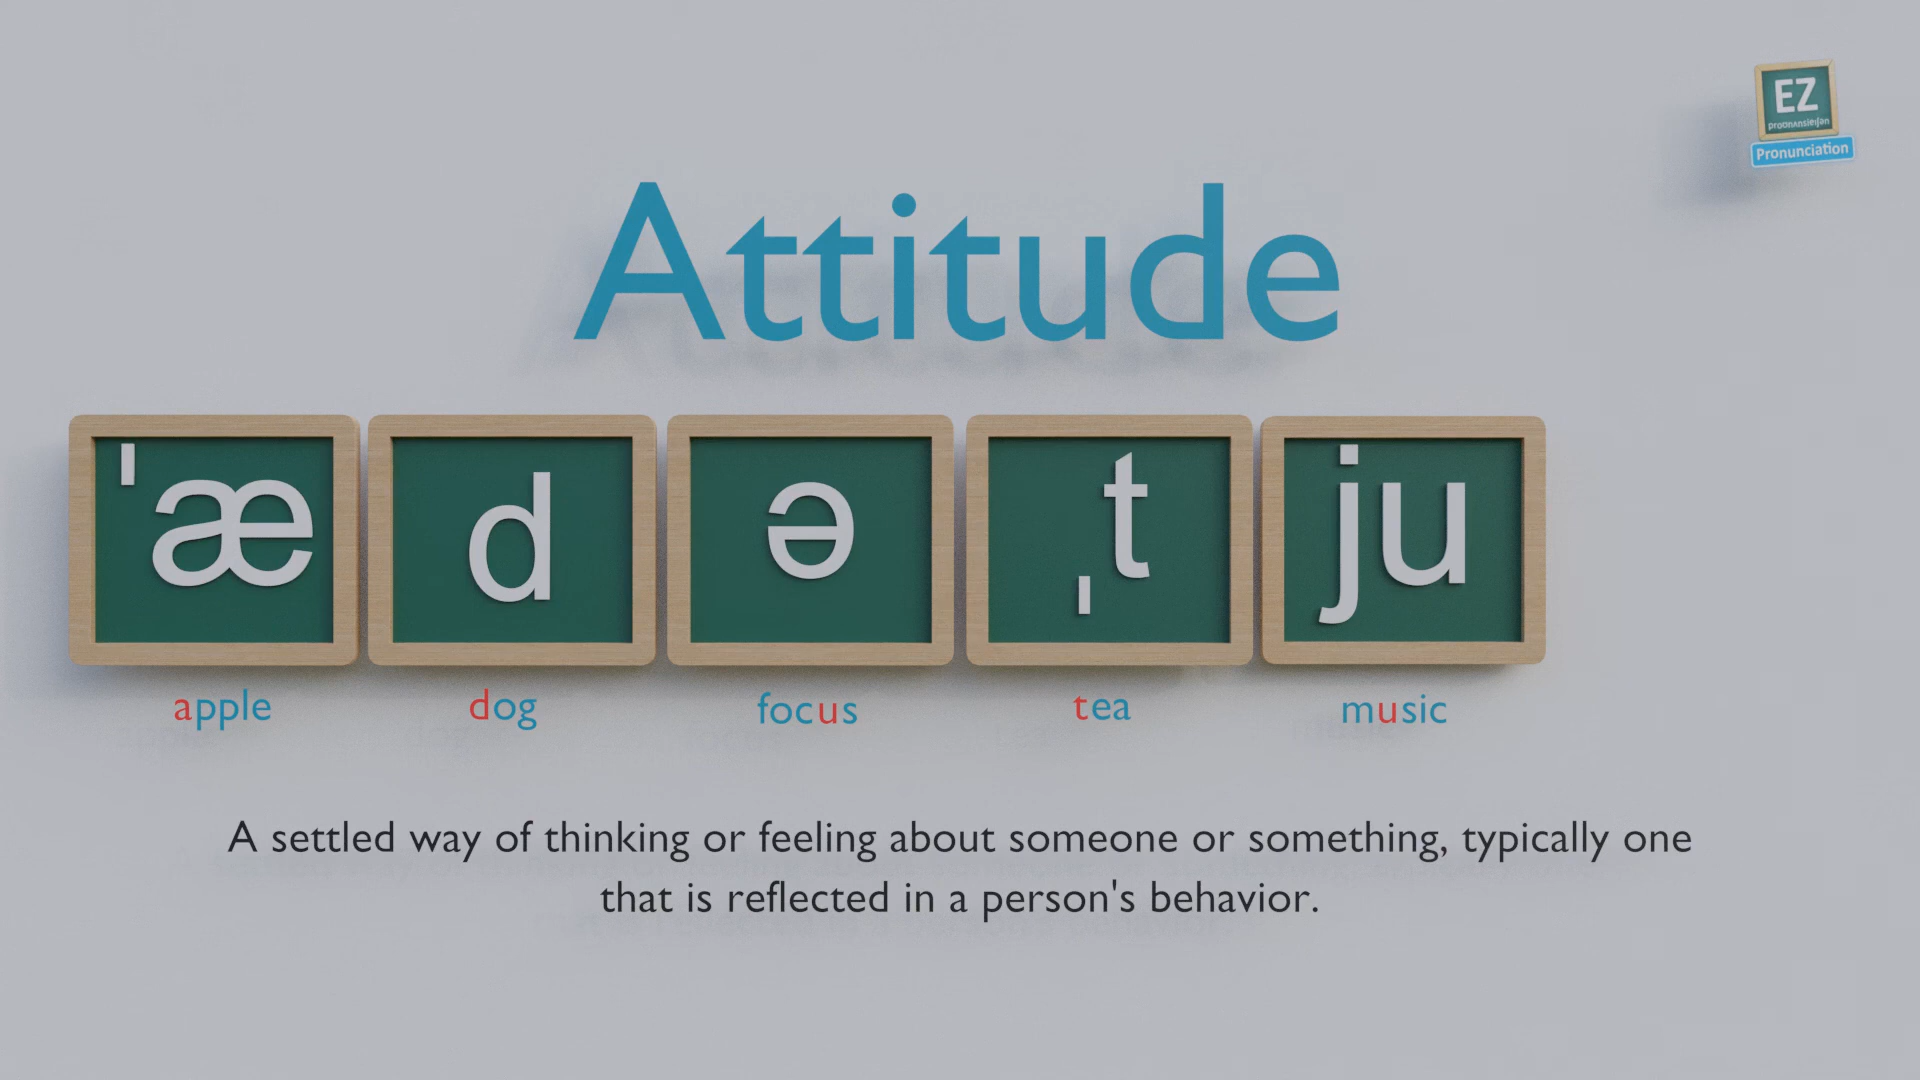 EZ
Pronunciation
Attitude
ˈæ d ə ˌt ju
apple dog focus tea music
A settled way of thinking or feeling about someone or something, typically one
that is reflected in a person's behavior.